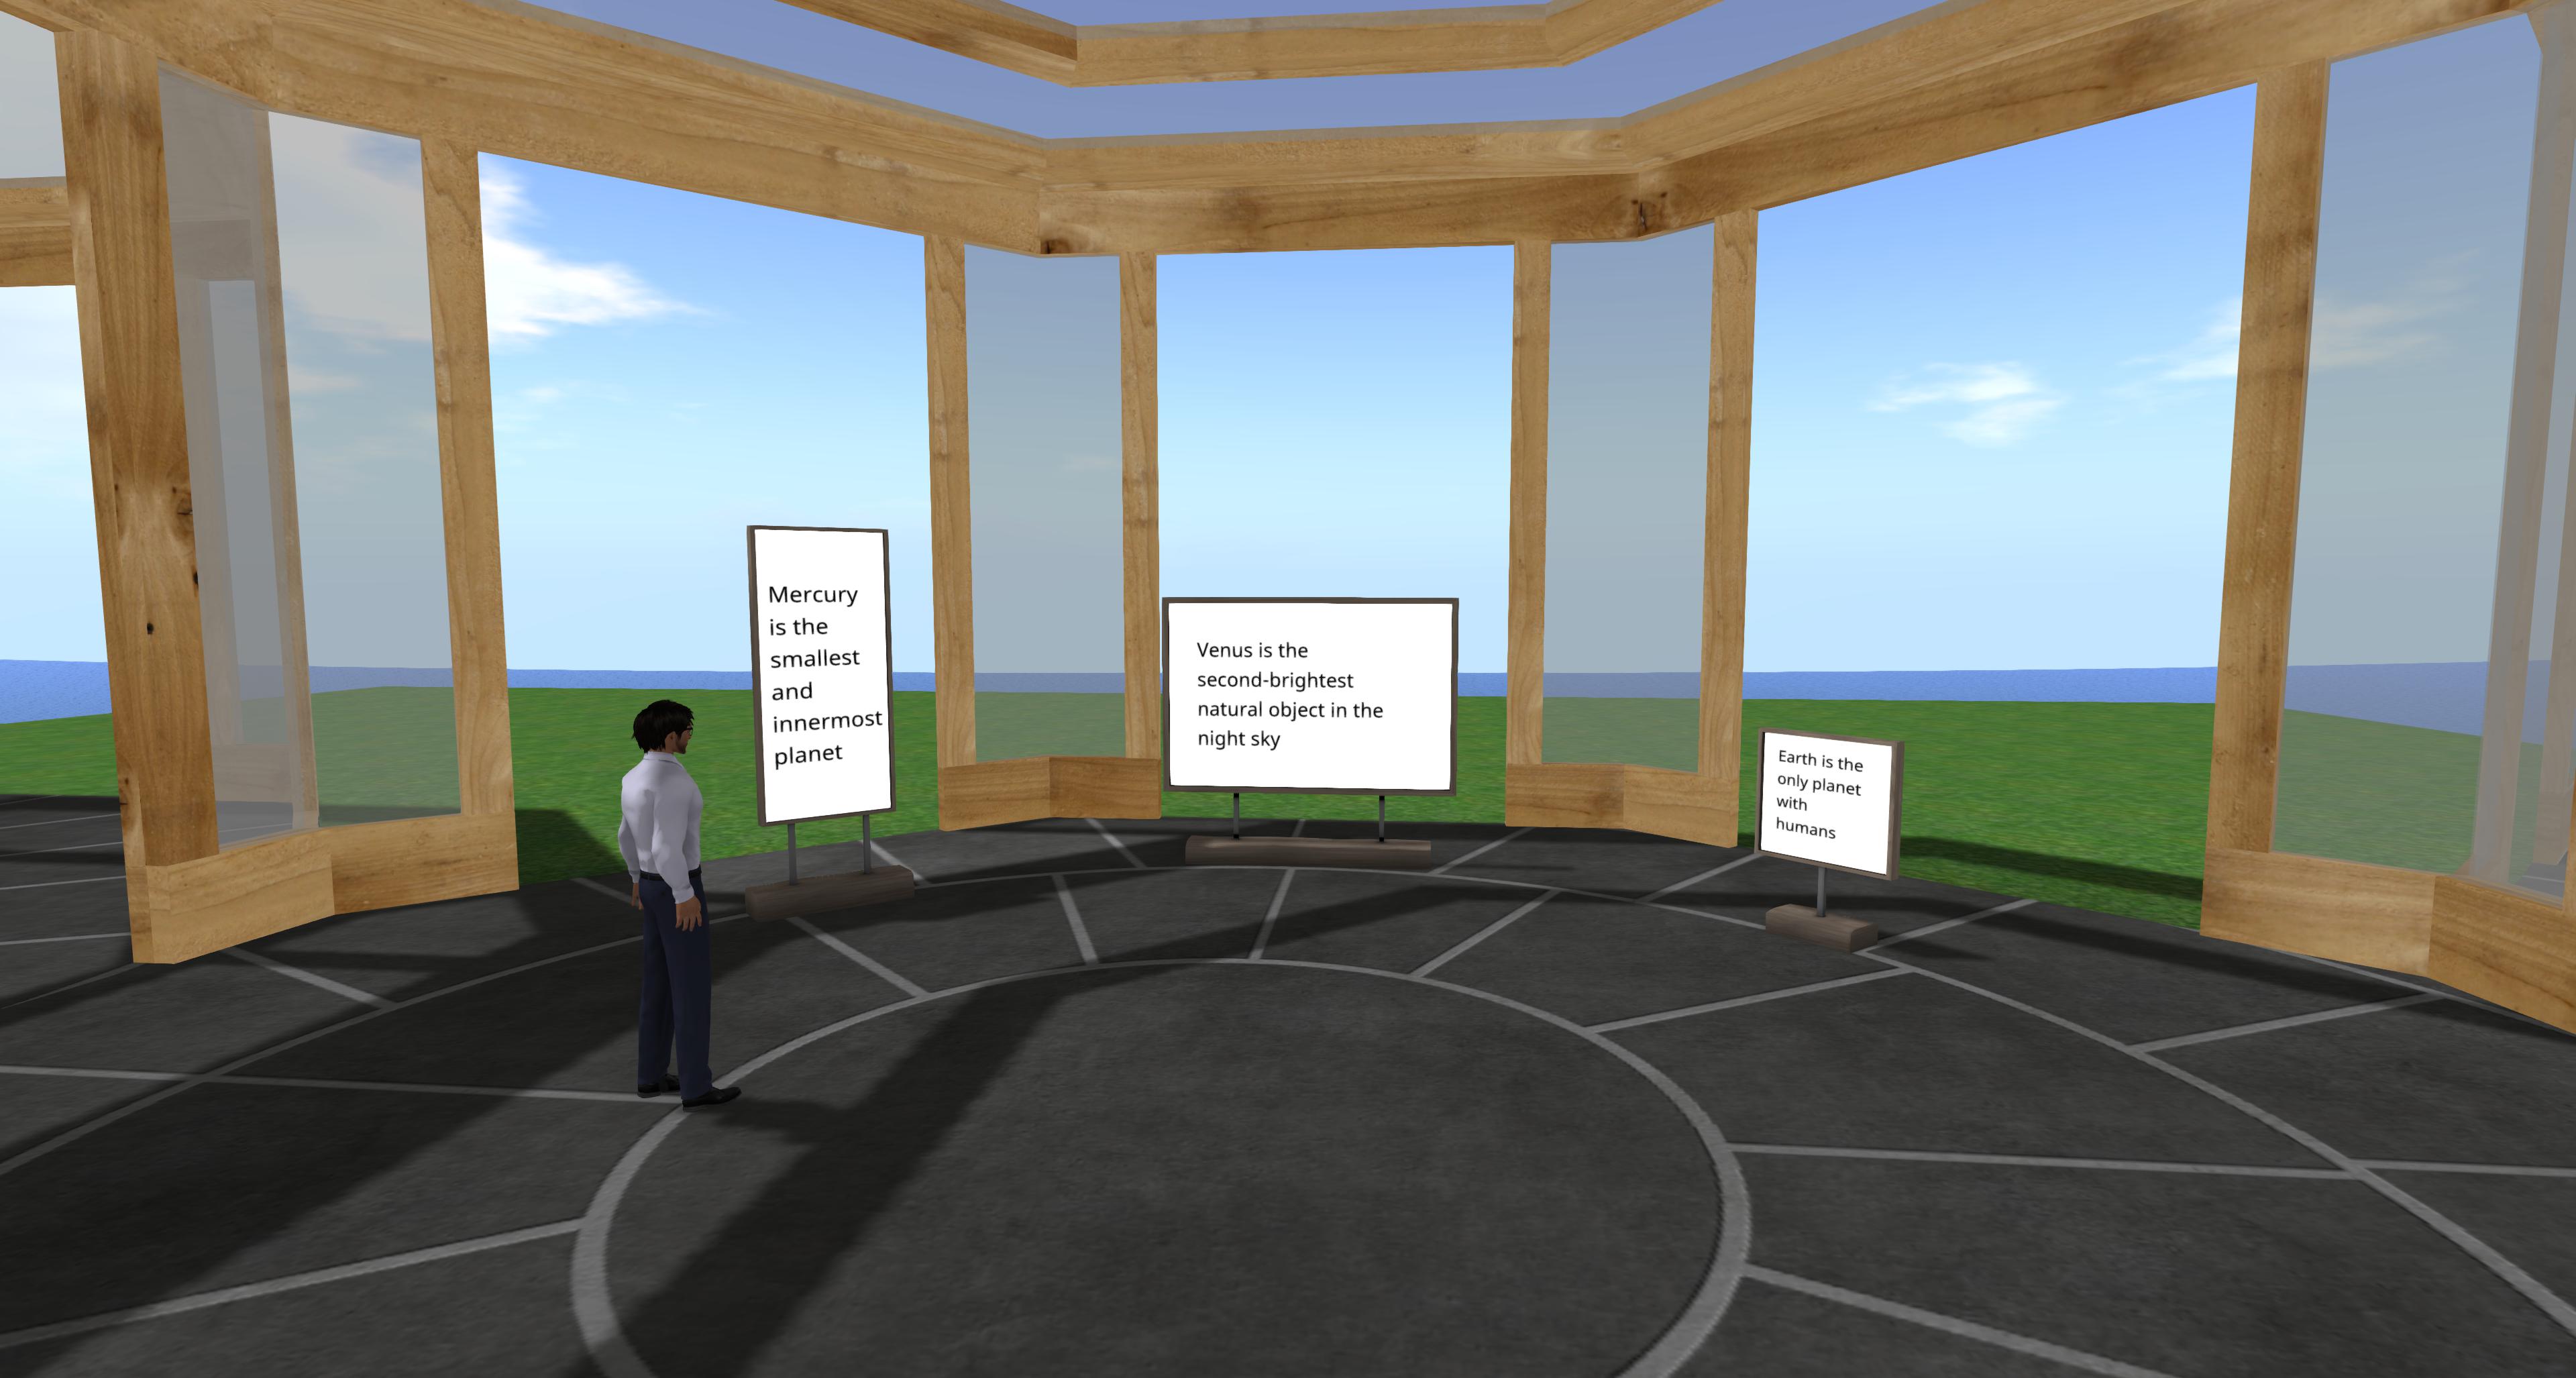 Mercury
is the
smallest
and
innermost
planet
Venus is the
second-brightest
natural object in the
night sky
Earth is the
only planet
with
humans